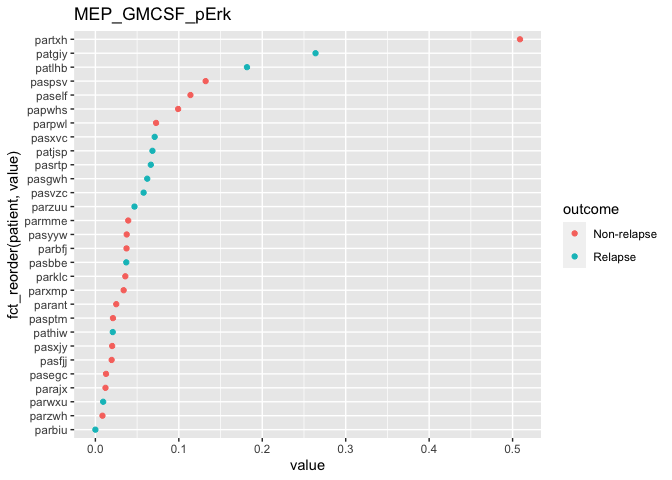 MEP_GMCSF_pErk
fct_reorder(patient, value)
partxh
patgiy
patlhb
paspsv
paself
papwhs
parpwl
pasxvc
patjsp
pasrtp
pasgwh
pasvzc
parzuu
parmme
pasyyw
parbfj
pasbbe
parklc
parxmp
parant
pasptm
pathiw
pasxjy
pasfjj
pasegc
parajx
parwxu
parzwh
parbiu
0.0 0.1 0.2 0.3 0.4 0.5
value
outcome
Non-relapse
Relapse